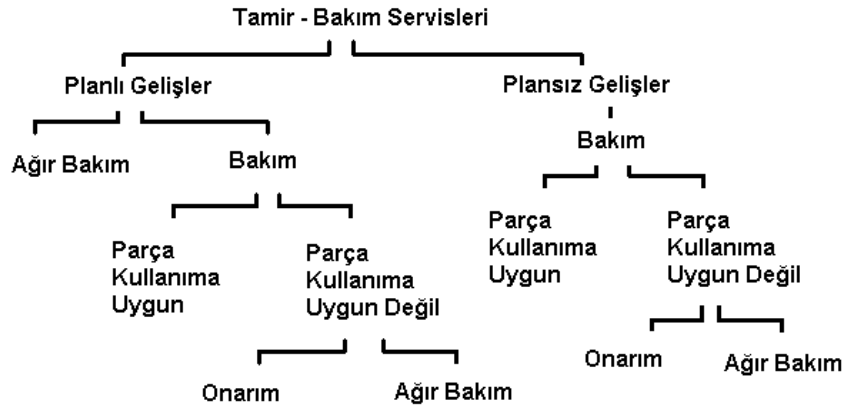 Tamir - Bakım Servisleri
Planlı Gelişler
Plansız Gelişler
Ağır Bakım
Bakım
Bakım
Parça
Kullanıma
Uygun
Parça
Kullanıma
Uygun Değil
Parça
Kullanıma
Uygun
Parça
Kullanıma
Uygun Değil
Onarım
Ağır Bakım
Onarım
Ağır Bakım